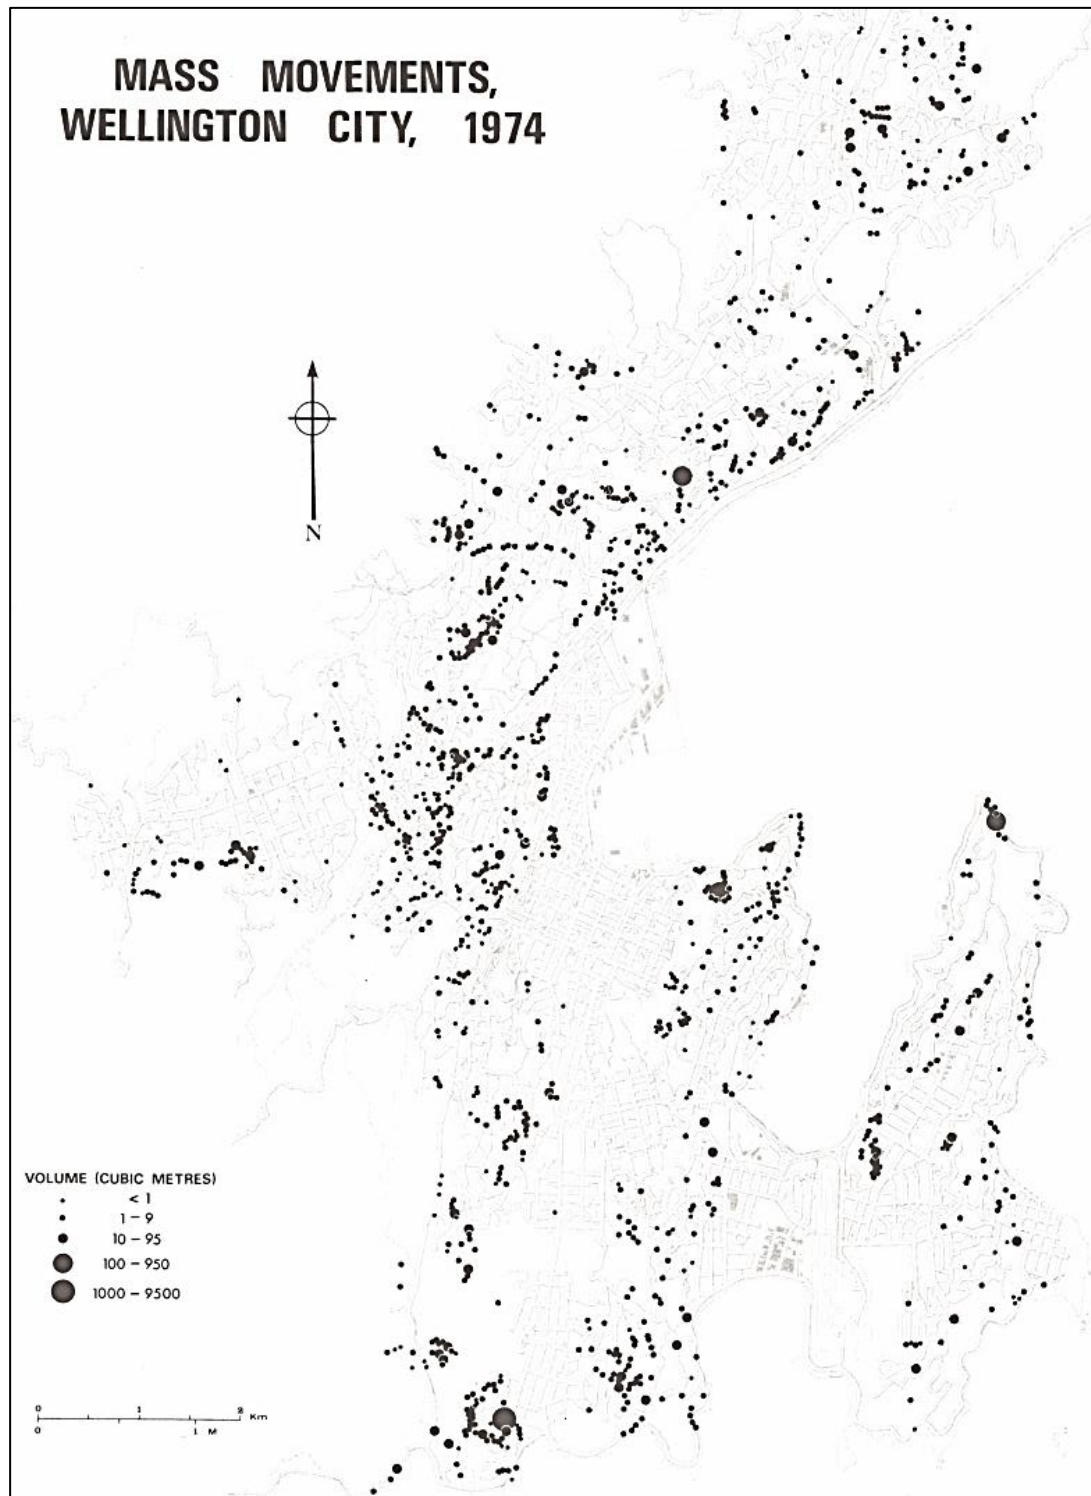 MASS MOVEMENTS,
WELLINGTON CITY, 1974
N
VOLUME (CUBIC METRES)
< 1
1 – 9
10 – 95
100 – 950
1000 – 9500
0 1 2 Km
0 1 M